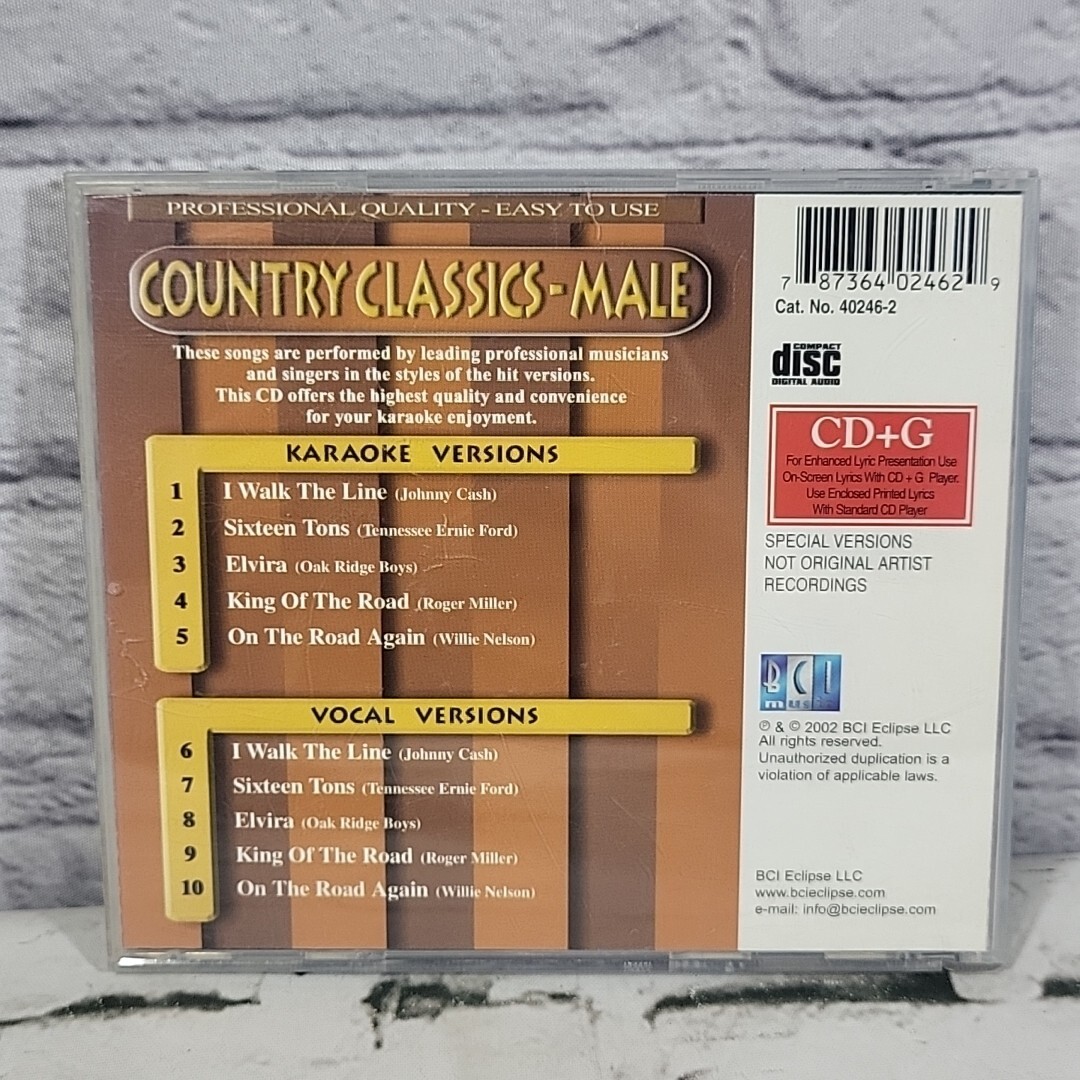 PROFESSIONAL QUALITY - EASY TO USE
COUNTRY CLASSICS - MALE
These songs are performed by leading professional musicians
and singers in the styles of the hit versions.
This CD offers the highest quality and convenience
for your karaoke enjoyment.
KARAOKE VERSIONS
1 I Walk The Line (Johnny Cash)
2 Sixteen Tons (Tennessee Ernie Ford)
3 Elvira (Oak Ridge Boys)
4 King Of The Road (Roger Miller)
5 On The Road Again (Willie Nelson)
VOCAL VERSIONS
6 I Walk The Line (Johnny Cash)
7 Sixteen Tons (Tennessee Ernie Ford)
8 Elvira (Oak Ridge Boys)
9 King Of The Road (Roger Miller)
10 On The Road Again (Willie Nelson)
7 87364 02462 9
Cat. No. 40246-2
COMPACT
disc
DIGITAL AUDIO
CD+G
For Enhanced Lyric Presentation Use
On-Screen Lyrics With CD + G Player.
Use Enclosed Printed Lyrics
With Standard CD Player
SPECIAL VERSIONS
NOT ORIGINAL ARTIST
RECORDINGS
BCI
music
℗ & © 2002 BCI Eclipse LLC
All rights reserved.
Unauthorized duplication is a
violation of applicable laws.
BCI Eclipse LLC
www.bcieclipse.com
e-mail: info@bcieclipse.com